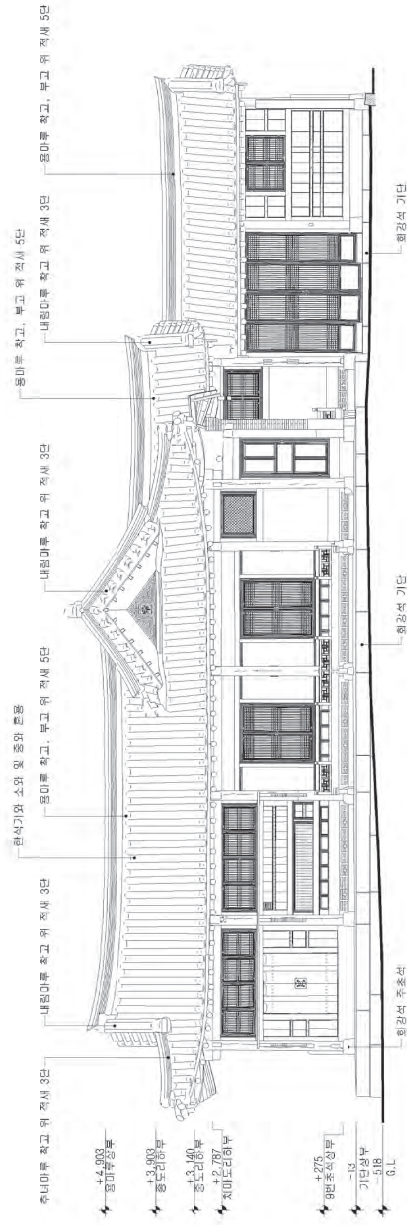 추녀마루 착고 위 적새 3단
내림마루 착고 위 적새 3단
한식기와 소와 및 중와 혼용
용마루 착고, 부고 위 적새 5단
내림마루 착고 위 적새 3단
용마루 착고, 부고 위 적새 5단
내림마루 착고 위 적새 3단
용마루 착고, 부고 위 적새 5단
+4,903
용마루상부
+3,903
종도리하부
+3,140
중도리하부
+2,787
처마도리하부
+275
9번초석상부
-13
기단상부
-518
G.L
화강석 주초석
화강석 기단
화강석 기단